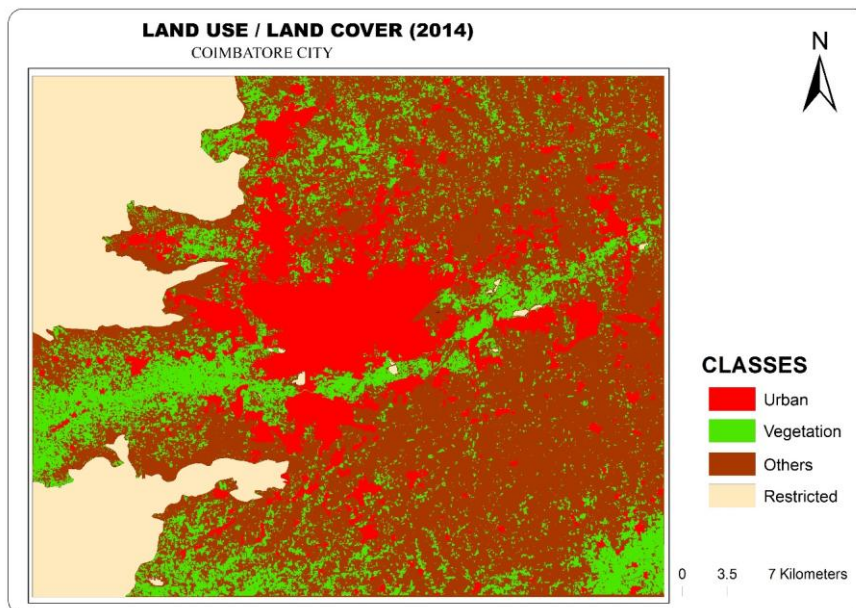 LAND USE / LAND COVER (2014)
COIMBATORE CITY
N
CLASSES
Urban
Vegetation
Others
Restricted
0 3.5 7 Kilometers